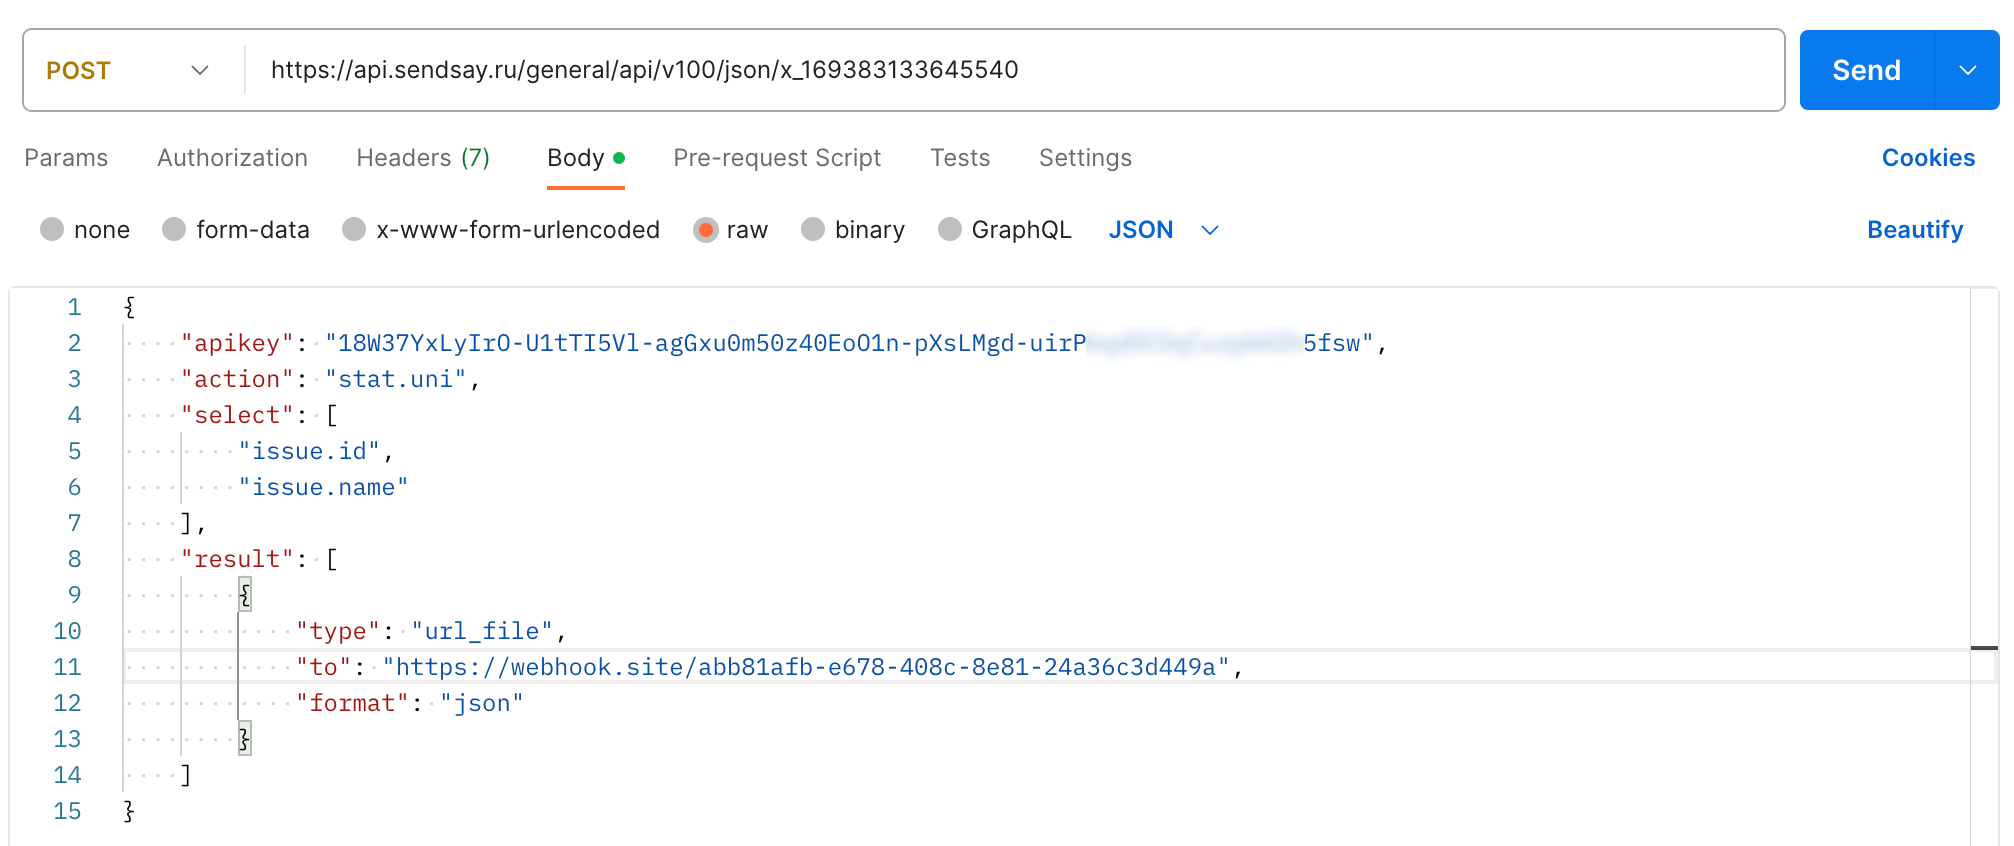 POST https://api.sendsay.ru/general/api/v100/json/x_169383133645540 Send
Params Authorization Headers (7) Body Pre-request Script Tests Settings Cookies
none form-data x-www-form-urlencoded raw binary GraphQL JSON Beautify
1 {
2 "apikey": "18W37YxLyIrO-U1tTI5Vl-agGxu0m50z40EoO1n-pXsLMgd-uirP 5fsw",
3 "action": "stat.uni",
4 "select": [
5 "issue.id",
6 "issue.name"
7 ],
8 "result": [
9 {
10 "type": "url_file",
11 "to": "https://webhook.site/abb81afb-e678-408c-8e81-24a36c3d449a",
12 "format": "json"
13 }
14 ]
15 }